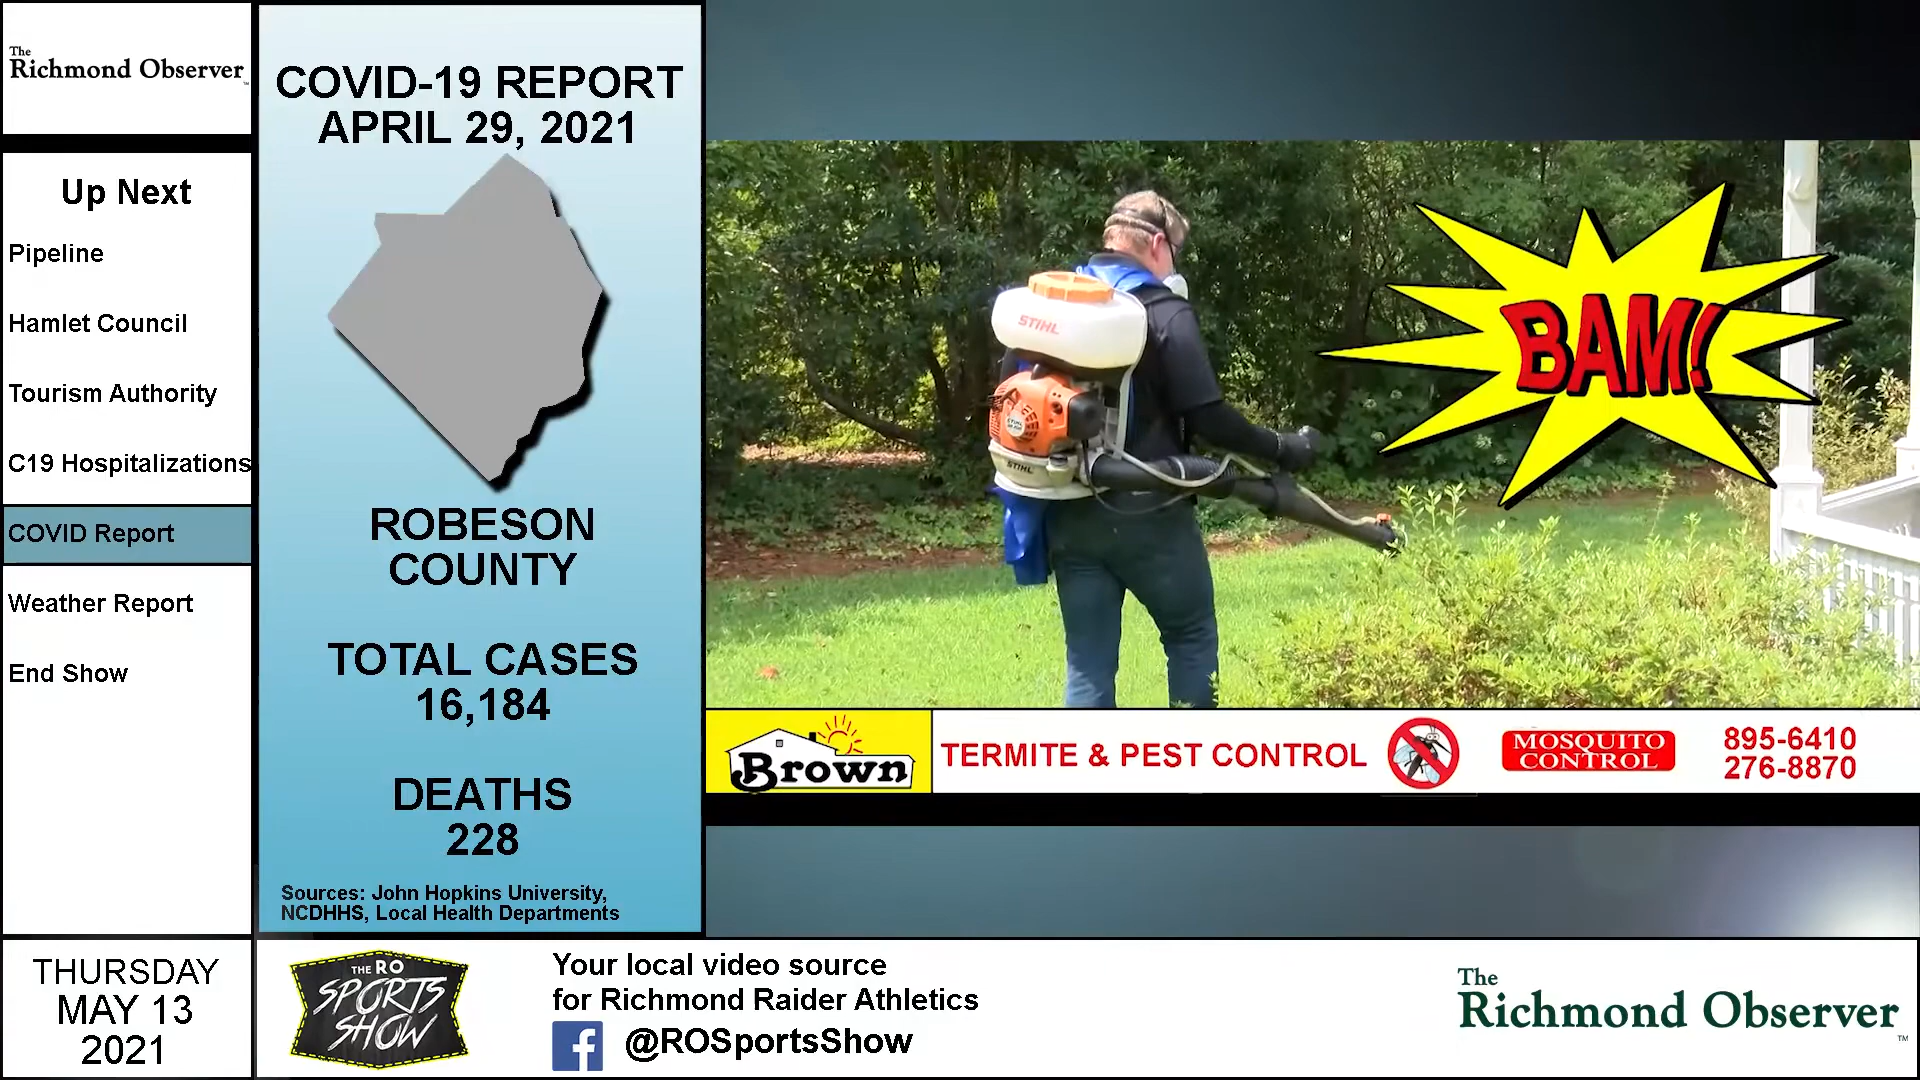 The
Richmond Observer
Up Next
Pipeline
Hamlet Council
Tourism Authority
C19 Hospitalizations
COVID Report
Weather Report
End Show
THURSDAY
MAY 13
2021
COVID-19 REPORT
APRIL 29, 2021
ROBESON
COUNTY
TOTAL CASES
16,184
DEATHS
228
Sources: John Hopkins University,
NCDHHS, Local Health Departments
STIHL
STIHL
BAM!
Brown
TERMITE & PEST CONTROL
MOSQUITO
CONTROL
895-6410
276-8870
THE RO
SPORTS
SHOW
Your local video source
for Richmond Raider Athletics
@ROSportsShow
The
Richmond Observer
TM